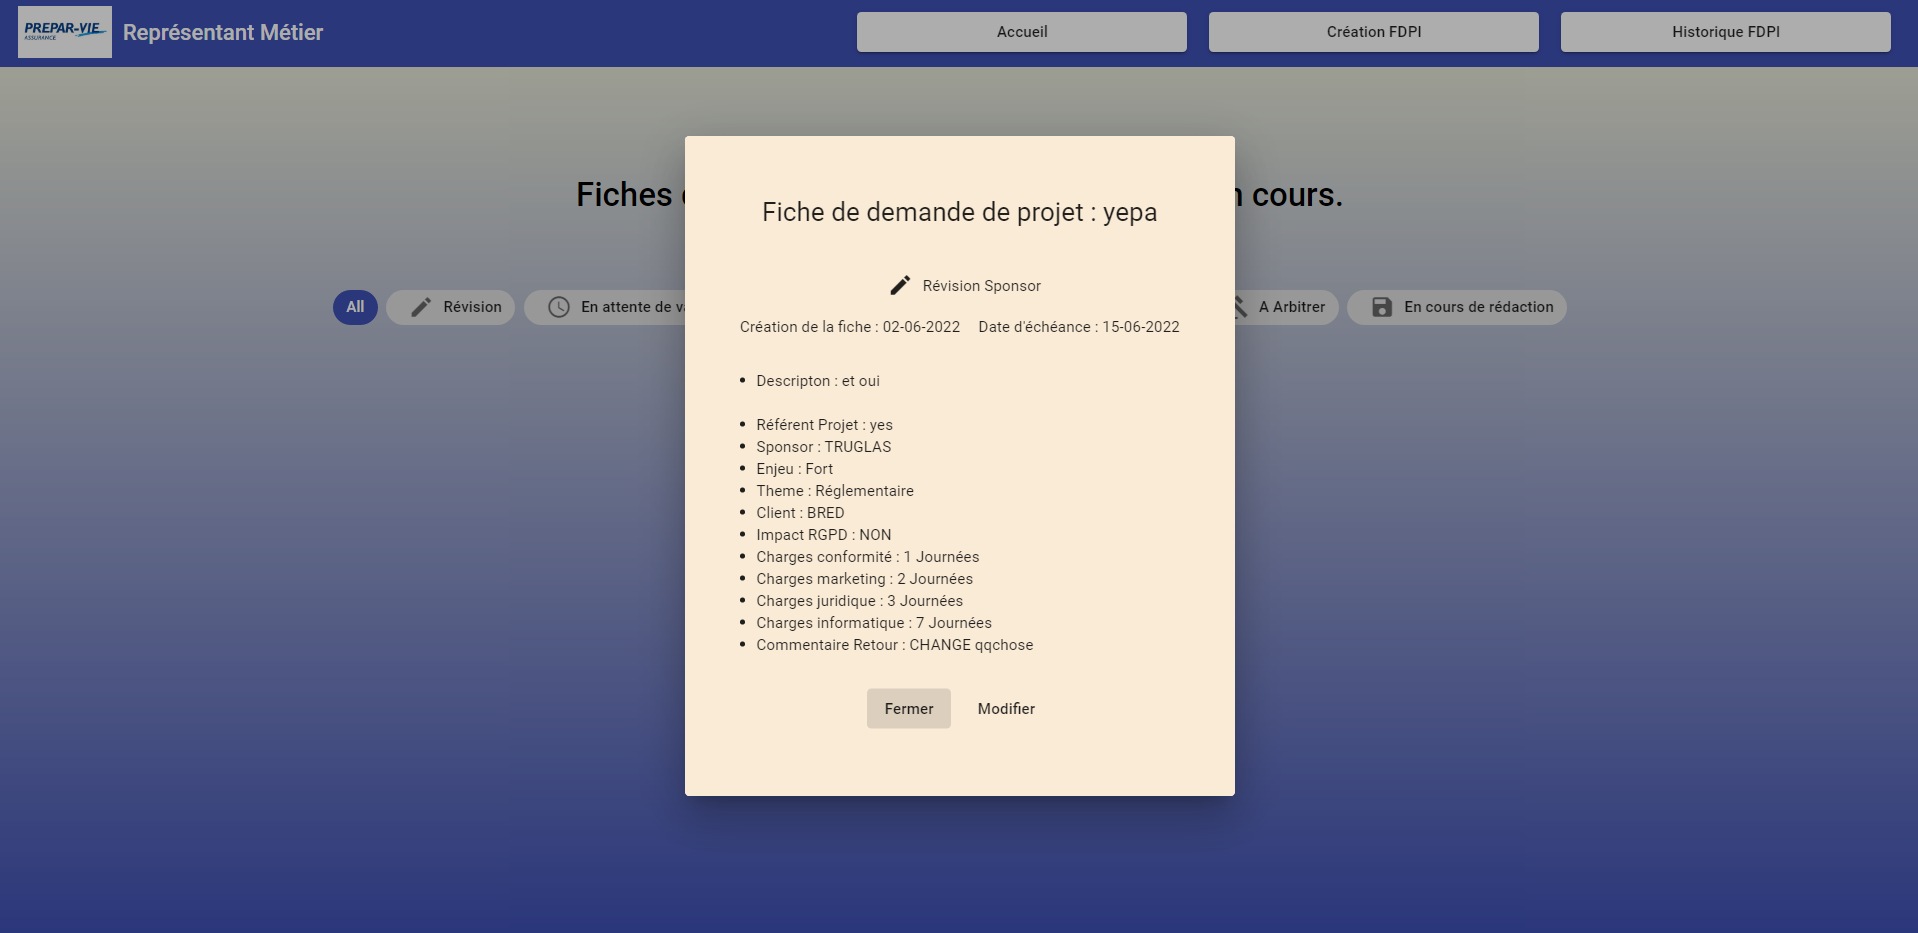 PREPAR-VIE
ASSURANCE
Représentant Métier
Accueil
Création FDPI
Historique FDPI
Fiches
cours.
All
Révision
En attente de
A Arbitrer
En cours de rédaction
Fiche de demande de projet : yepa
Révision Sponsor
Création de la fiche : 02-06-2022 Date d'échéance : 15-06-2022
Descripton : et oui
Référent Projet : yes
Sponsor : TRUGLAS
Enjeu : Fort
Theme : Réglementaire
Client : BRED
Impact RGPD : NON
Charges conformité : 1 Journées
Charges marketing : 2 Journées
Charges juridique : 3 Journées
Charges informatique : 7 Journées
Commentaire Retour : CHANGE qqchose
Fermer
Modifier